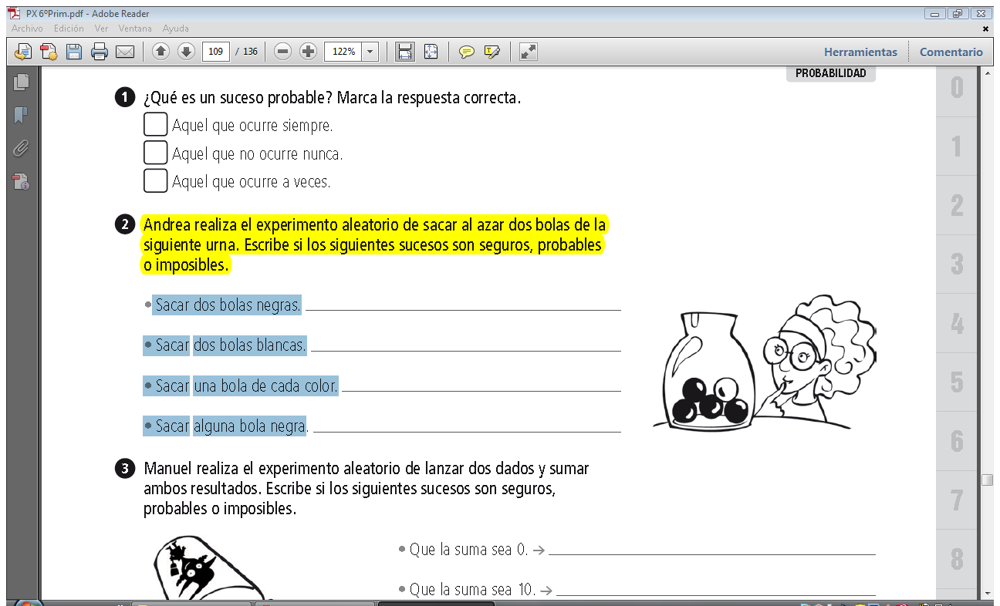 PX 6ºPrim.pdf - Adobe Reader
Archivo Edición Ver Ventana Ayuda
109 / 136 122% Herramientas Comentario
PROBABILIDAD
1 ¿Qué es un suceso probable? Marca la respuesta correcta.
Aquel que ocurre siempre.
Aquel que no ocurre nunca.
Aquel que ocurre a veces.
2 Andrea realiza el experimento aleatorio de sacar al azar dos bolas de la
siguiente urna. Escribe si los siguientes sucesos son seguros, probables
o imposibles.
• Sacar dos bolas negras.
• Sacar dos bolas blancas.
• Sacar una bola de cada color.
• Sacar alguna bola negra.
3 Manuel realiza el experimento aleatorio de lanzar dos dados y sumar
ambos resultados. Escribe si los siguientes sucesos son seguros,
probables o imposibles.
• Que la suma sea 0. →
• Que la suma sea 10. →
0
1
2
3
4
5
6
7
8